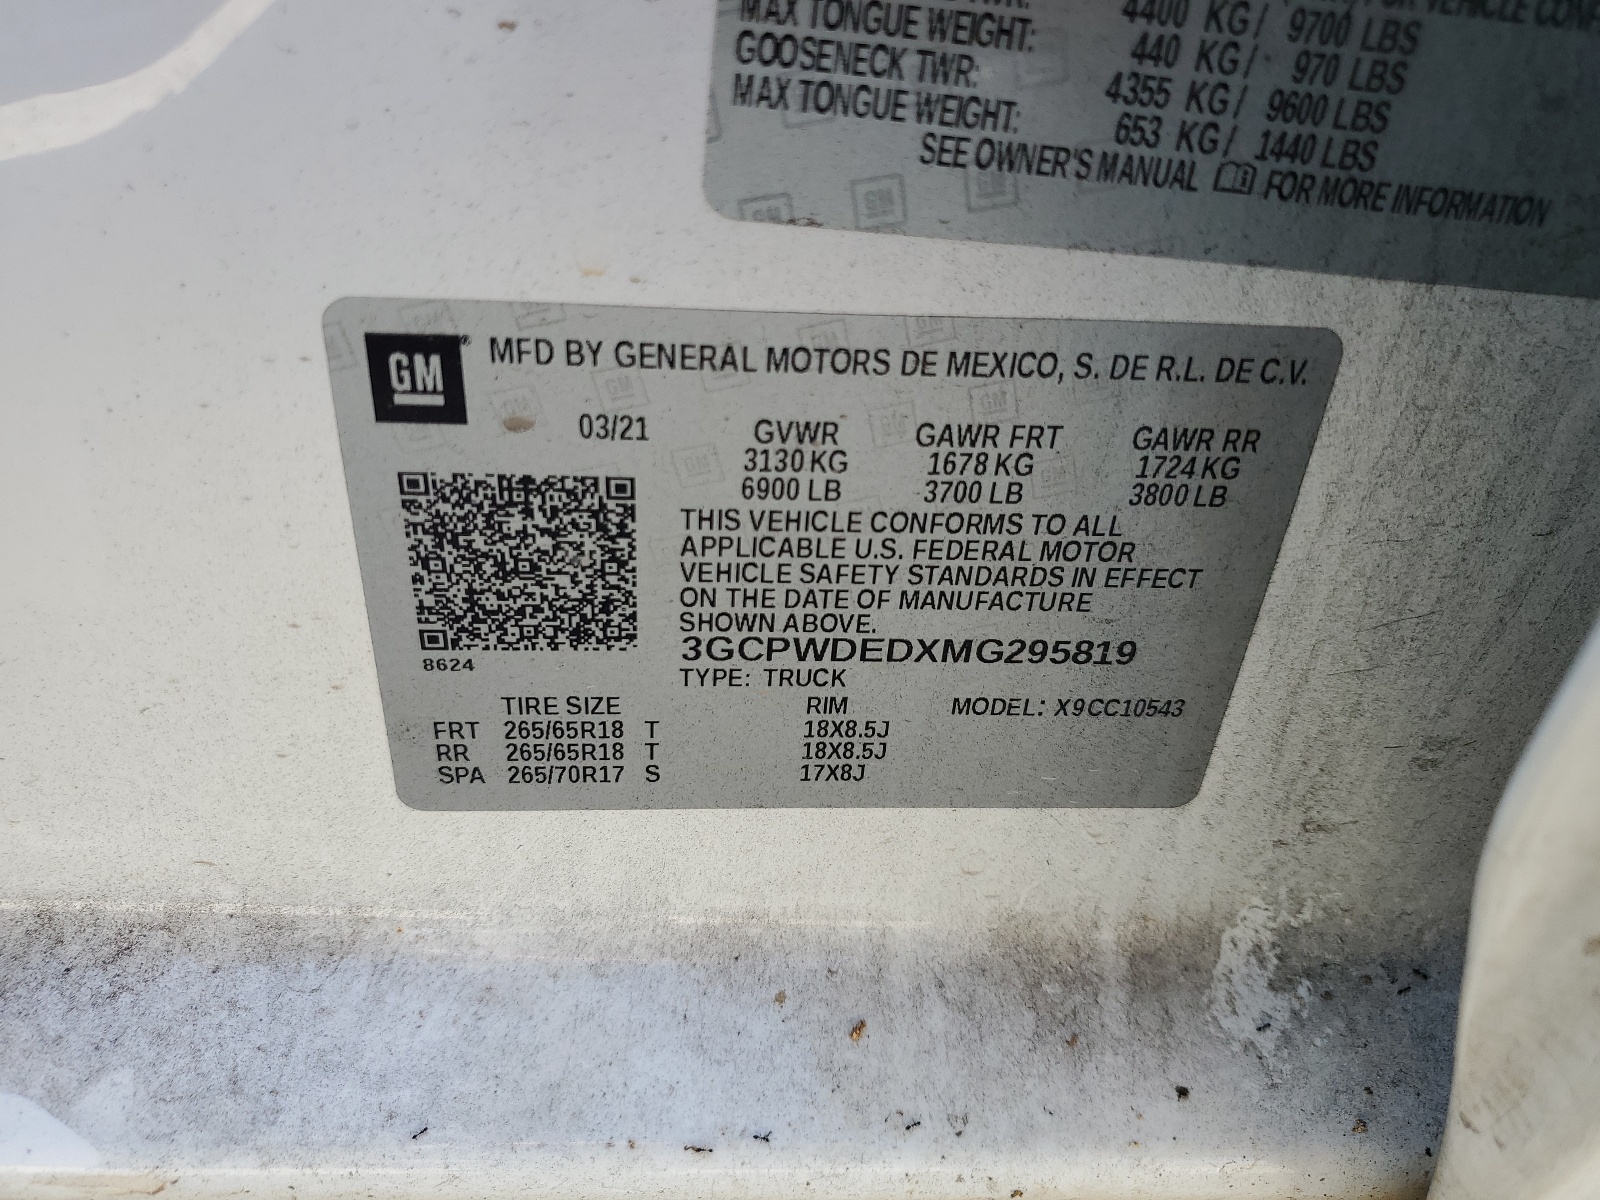 MAX TONGUE WEIGHT: 4400 KG/ 9700 LBS
GOOSENECK TWR: 440 KG/ 970 LBS
MAX TONGUE WEIGHT: 4355 KG/ 9600 LBS
653 KG/ 1440 LBS
SEE OWNER'S MANUAL FOR MORE INFORMATION
GM
MFD BY GENERAL MOTORS DE MEXICO, S. DE R.L. DE C.V.
03/21 GVWR GAWR FRT GAWR RR
3130 KG 1678 KG 1724 KG
6900 LB 3700 LB 3800 LB
THIS VEHICLE CONFORMS TO ALL
APPLICABLE U.S. FEDERAL MOTOR
VEHICLE SAFETY STANDARDS IN EFFECT
ON THE DATE OF MANUFACTURE
SHOWN ABOVE.
3GCPWDEDXMG295819
8624
TYPE: TRUCK
TIRE SIZE RIM MODEL: X9CC10543
FRT 265/65R18 T 18X8.5J
RR 265/65R18 T 18X8.5J
SPA 265/70R17 S 17X8J